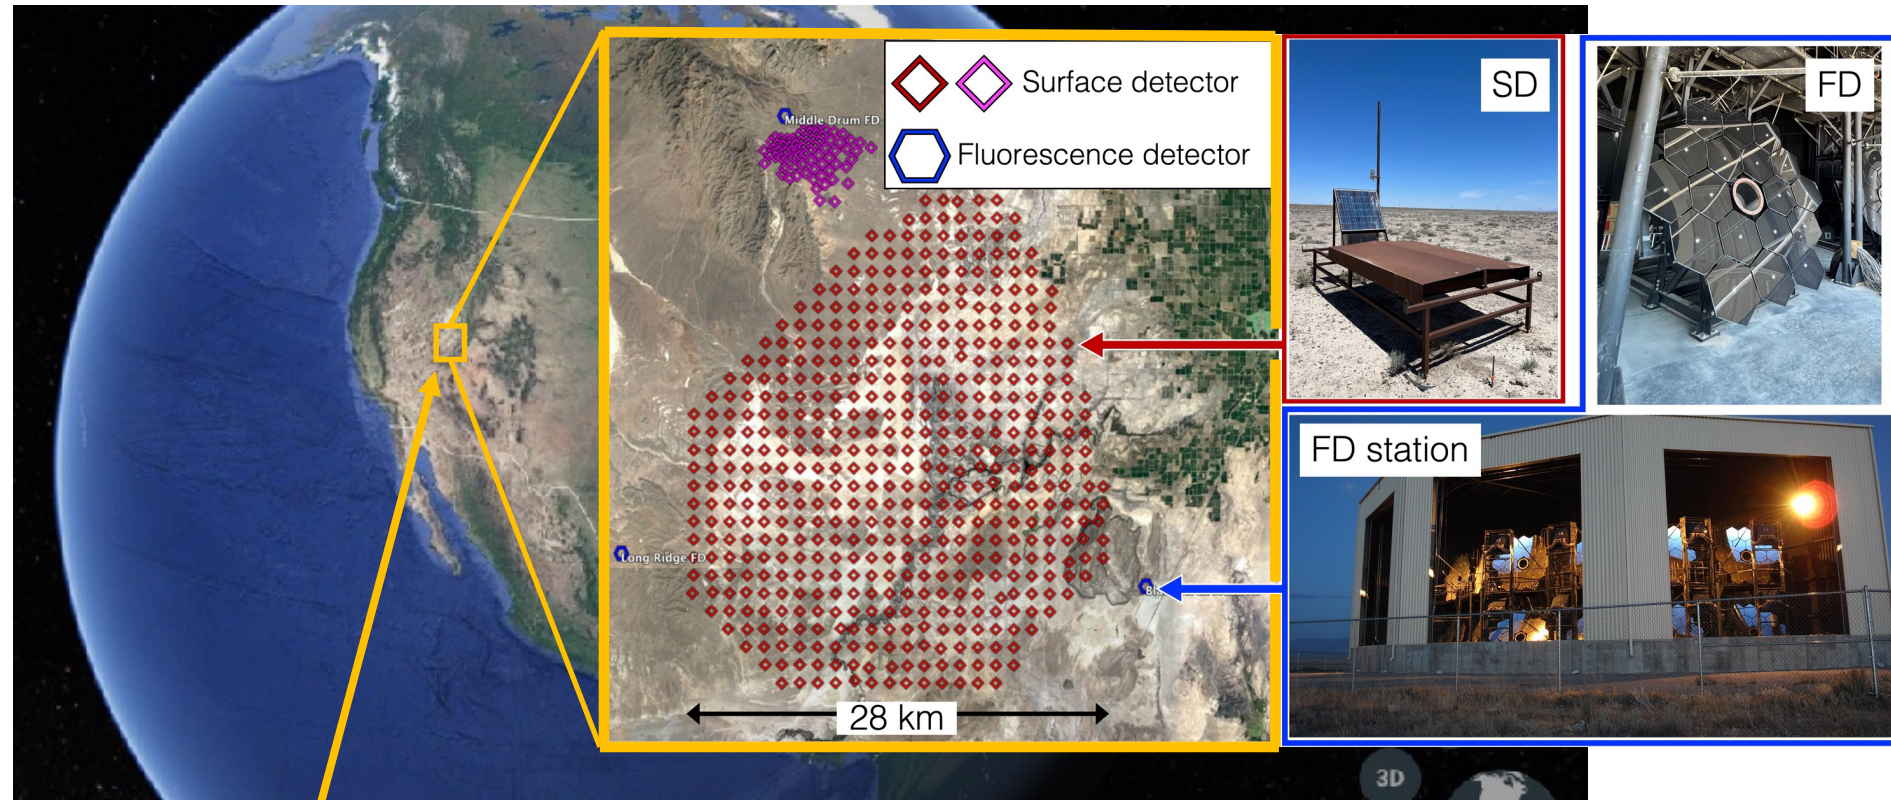 Surface detector
Fluorescence detector
Middle Drum FD
Long Ridge FD
28 km
SD
FD
FD station
3D